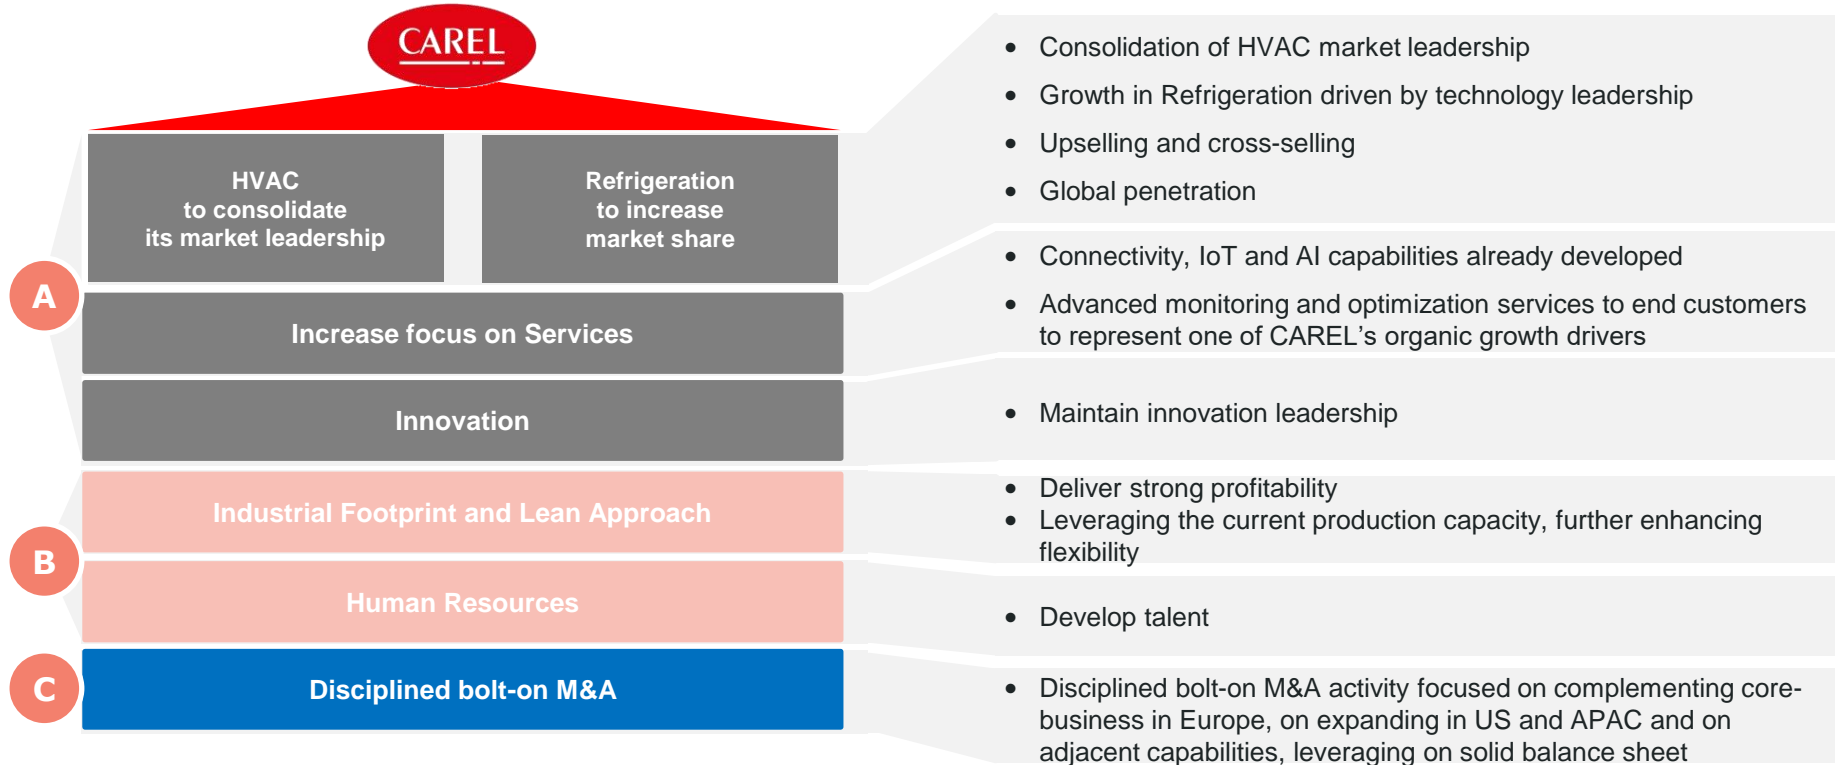 CAREL
HVAC
to consolidate
its market leadership
Refrigeration
to increase
market share
A
Increase focus on Services
Innovation
Industrial Footprint and Lean Approach
B
Human Resources
C
Disciplined bolt-on M&A
• Consolidation of HVAC market leadership
• Growth in Refrigeration driven by technology leadership
• Upselling and cross-selling
• Global penetration
• Connectivity, IoT and AI capabilities already developed
• Advanced monitoring and optimization services to end customers
to represent one of CAREL’s organic growth drivers
• Maintain innovation leadership
• Deliver strong profitability
• Leveraging the current production capacity, further enhancing
flexibility
• Develop talent
• Disciplined bolt-on M&A activity focused on complementing core-
business in Europe, on expanding in US and APAC and on
adjacent capabilities, leveraging on solid balance sheet